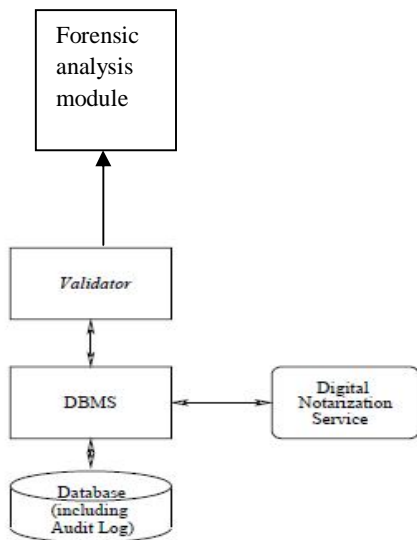 Forensic
analysis
module
Validator
DBMS
Digital
Notarization
Service
Database
(including
Audit Log)